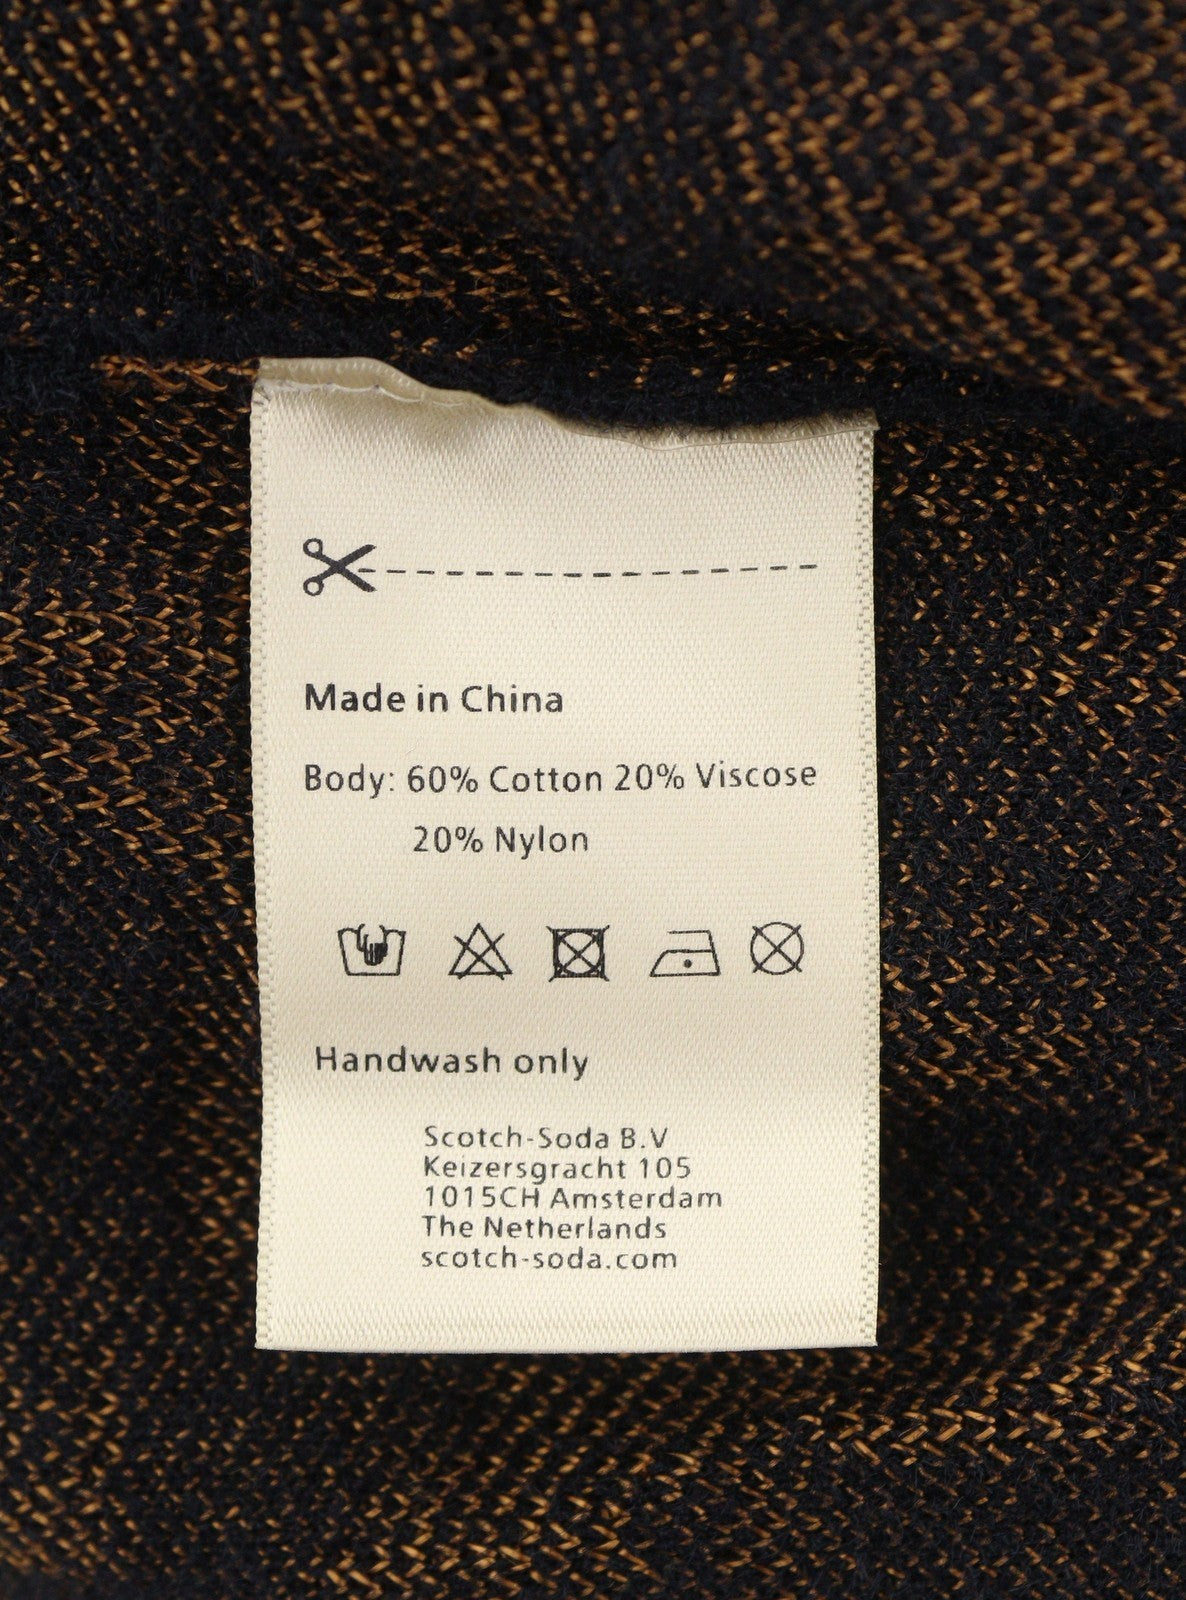 Made in China
Body: 60% Cotton 20% Viscose
20% Nylon
Handwash only
Scotch-Soda B.V
Keizersgracht 105
1015CH Amsterdam
The Netherlands
scotch-soda.com